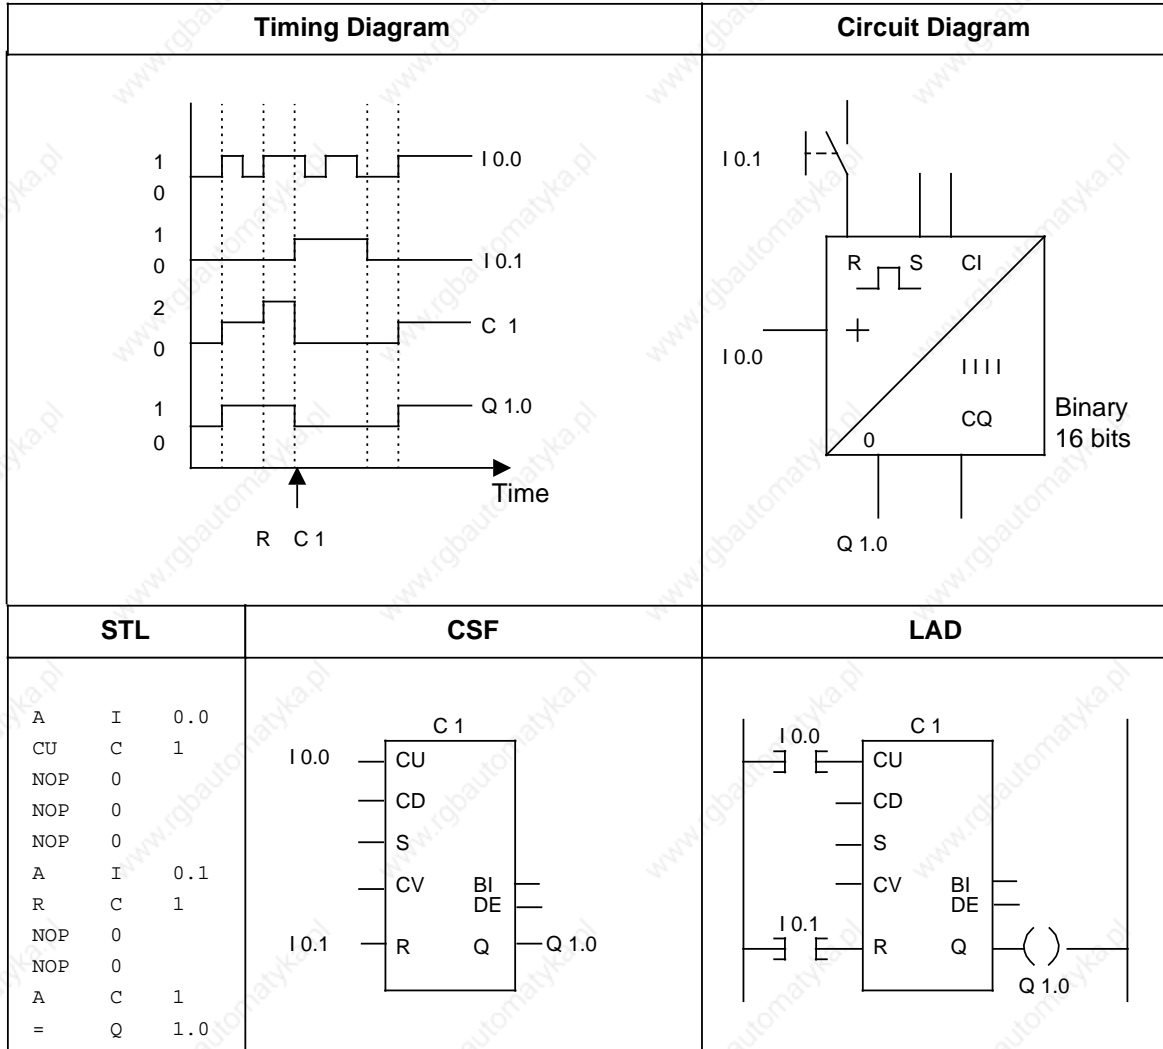 Timing Diagram
Circuit Diagram
1
0
I 0.0
1
0
I 0.1
2
0
C 1
1
0
Q 1.0
Time
R C 1
I 0.1
R S CI
+
I 0.0
I I I I
CQ
0
Binary
16 bits
Q 1.0
STL
CSF
LAD
A I 0.0
CU C 1
NOP 0
NOP 0
NOP 0
A I 0.1
R C 1
NOP 0
NOP 0
A C 1
= Q 1.0
C 1
I 0.0
CU
CD
S
CV BI
DE
I 0.1 R Q Q 1.0
C 1
I 0.0
CU
CD
S
CV BI
DE
I 0.1
R Q
Q 1.0
www.rgbautomatyka.pl